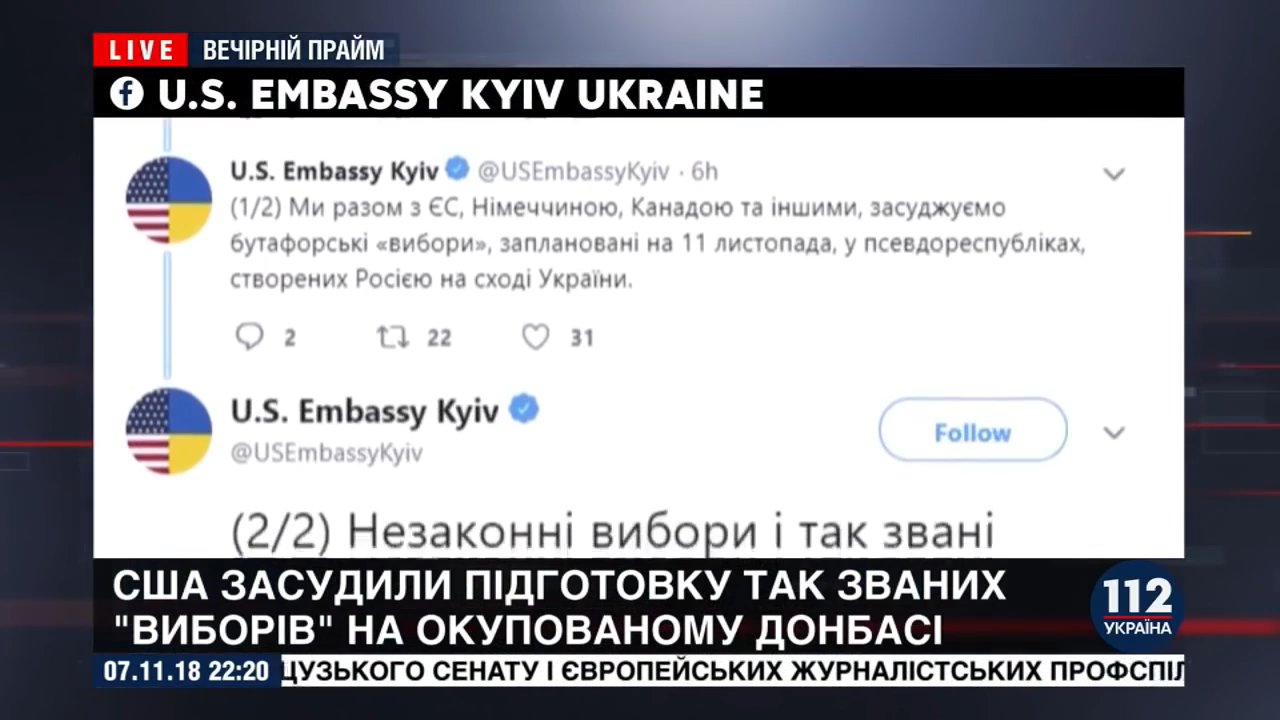 LIVE ВЕЧІРНІЙ ПРАЙМ
U.S. EMBASSY KYIV UKRAINE
U.S. Embassy Kyiv @USEmbassyKyiv · 6h
(1/2) Ми разом з ЄС, Німеччиною, Канадою та іншими, засуджуємо
бутафорські «вибори», заплановані на 11 листопада, у псевдореспубліках,
створених Росією на сході України.
2 22 31
U.S. Embassy Kyiv
@USEmbassyKyiv
Follow
(2/2) Незаконні вибори і так звані
США ЗАСУДИЛИ ПІДГОТОВКУ ТАК ЗВАНИХ
"ВИБОРІВ" НА ОКУПОВАНОМУ ДОНБАСІ
112
УКРАЇНА
07.11.18 22:20 ЦУЗЬКОГО СЕНАТУ І ЄВРОПЕЙСЬКИХ ЖУРНАЛІСТСЬКИХ ПРОФСПІЛ